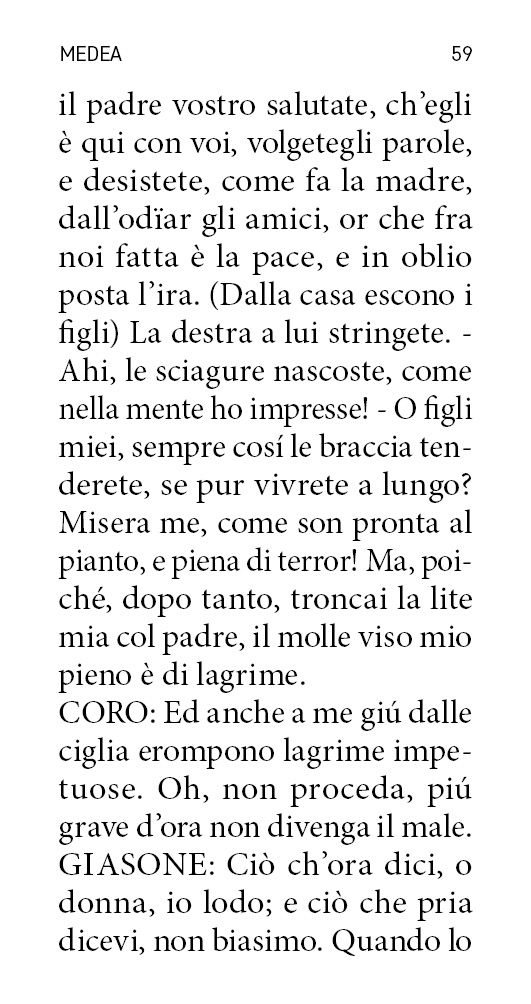 MEDEA 59
il padre vostro salutate, ch’egli
è qui con voi, volgetegli parole,
e desistete, come fa la madre,
dall’odïar gli amici, or che fra
noi fatta è la pace, e in oblio
posta l’ira. (Dalla casa escono i
figli) La destra a lui stringete. -
Ahi, le sciagure nascoste, come
nella mente ho impresse! - O figli
miei, sempre cosí le braccia ten-
derete, se pur vivrete a lungo?
Misera me, come son pronta al
pianto, e piena di terror! Ma, poi-
ché, dopo tanto, troncai la lite
mia col padre, il molle viso mio
pieno è di lagrime.
CORO: Ed anche a me giú dalle
ciglia erompono lagrime impe-
tuose. Oh, non proceda, piú
grave d’ora non divenga il male.
GIASONE: Ciò ch’ora dici, o
donna, io lodo; e ciò che pria
dicevi, non biasimo. Quando lo